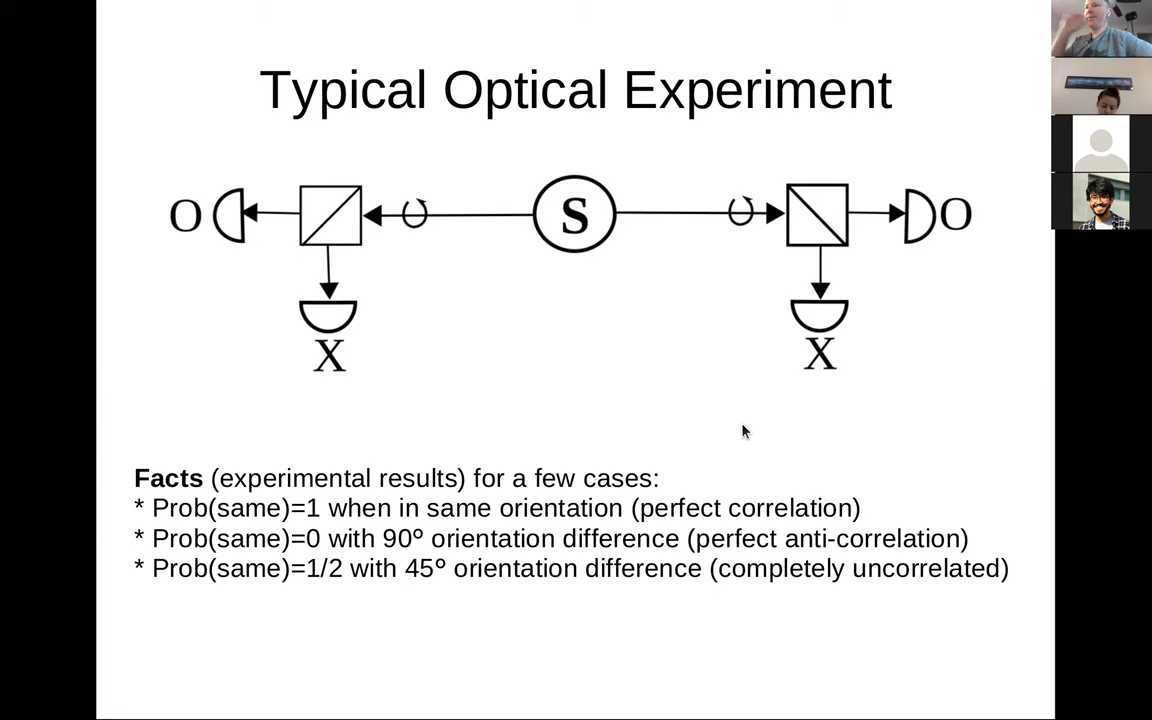 Typical Optical Experiment
O S O
X X
Facts (experimental results) for a few cases:
* Prob(same)=1 when in same orientation (perfect correlation)
* Prob(same)=0 with 90º orientation difference (perfect anti-correlation)
* Prob(same)=1/2 with 45º orientation difference (completely uncorrelated)